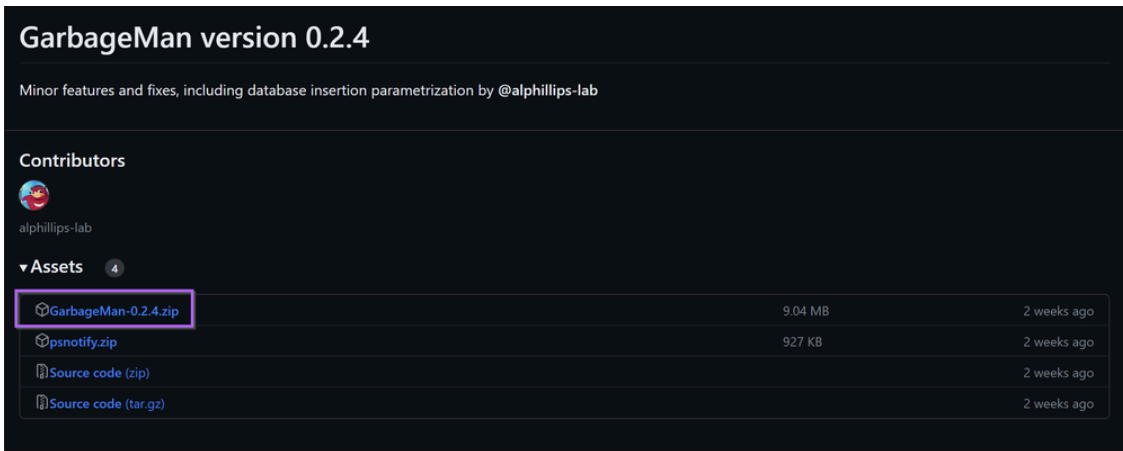 GarbageMan version 0.2.4
Minor features and fixes, including database insertion parametrization by @alphillips-lab
Contributors
alphillips-lab
▾Assets 4
GarbageMan-0.2.4.zip 9.04 MB 2 weeks ago
psnotify.zip 927 KB 2 weeks ago
Source code (zip) 2 weeks ago
Source code (tar.gz) 2 weeks ago